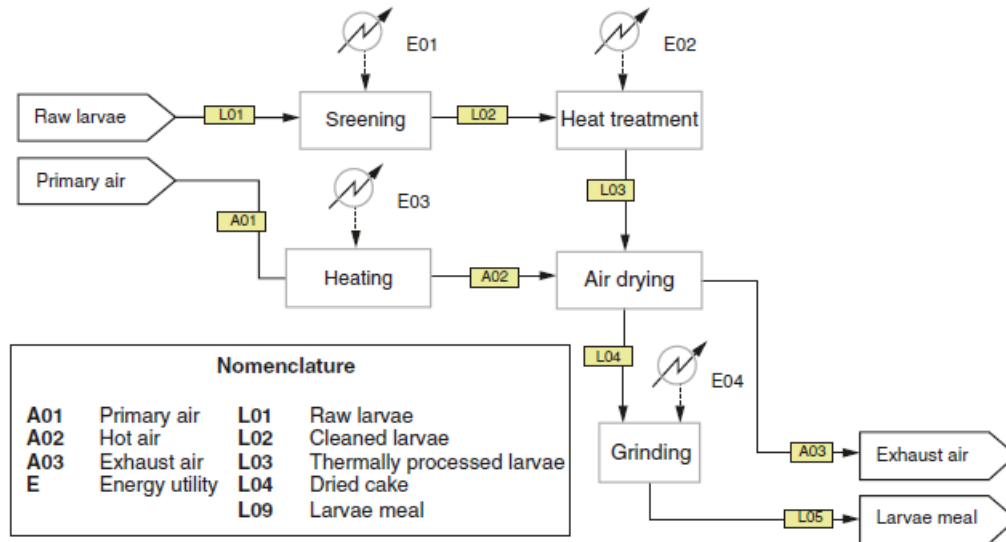 E01
E02
Raw larvae
L01
Sreening
L02
Heat treatment
Primary air
L03
E03
A01
Heating
A02
Air drying
L04
E04
Nomenclature
A01 Primary air L01 Raw larvae
A02 Hot air L02 Cleaned larvae
A03 Exhaust air L03 Thermally processed larvae
E Energy utility L04 Dried cake
L09 Larvae meal
Grinding
A03
Exhaust air
L05
Larvae meal